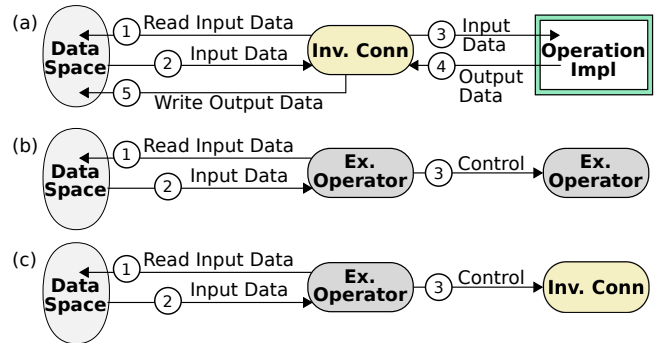 (a)
Data
Space
1 Read Input Data
2 Input Data
5
Write Output Data
Inv. Conn
3 Input
Data
4 Output
Data
Operation
Impl
(b)
Data
Space
1 Read Input Data
2 Input Data
Ex.
Operator
3 Control
Ex.
Operator
(c)
Data
Space
1 Read Input Data
2 Input Data
Ex.
Operator
3 Control
Inv. Conn